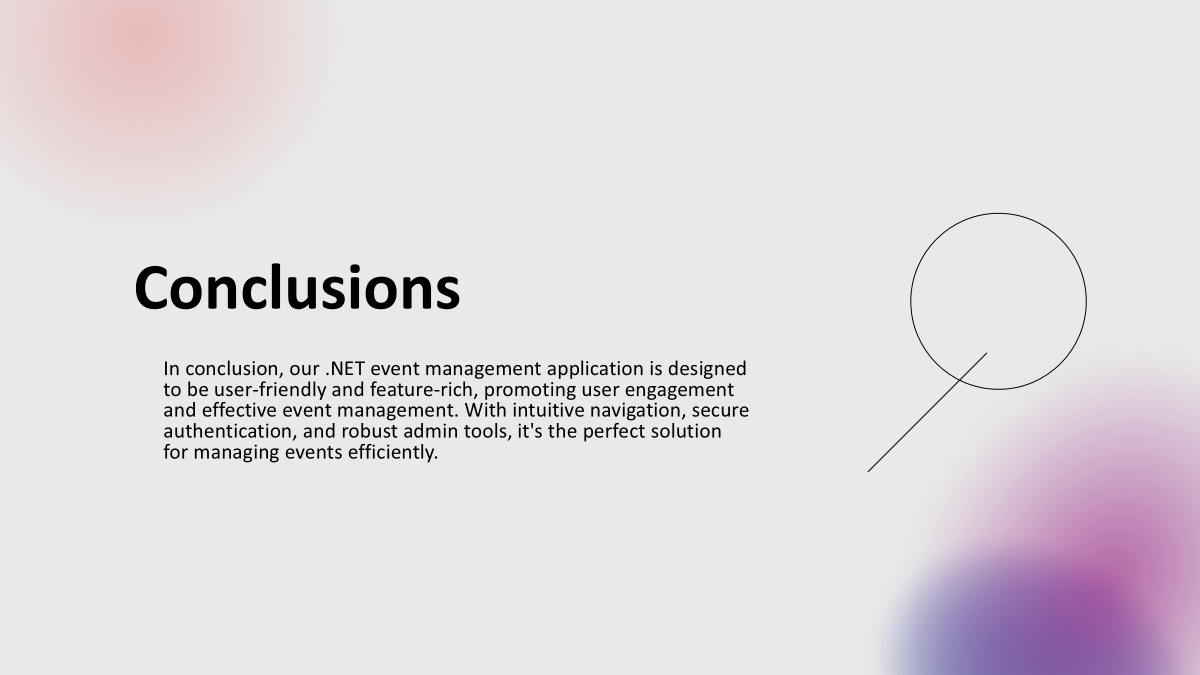 Conclusions
In conclusion, our .NET event management application is designed
to be user-friendly and feature-rich, promoting user engagement
and effective event management. With intuitive navigation, secure
authentication, and robust admin tools, it's the perfect solution
for managing events efficiently.